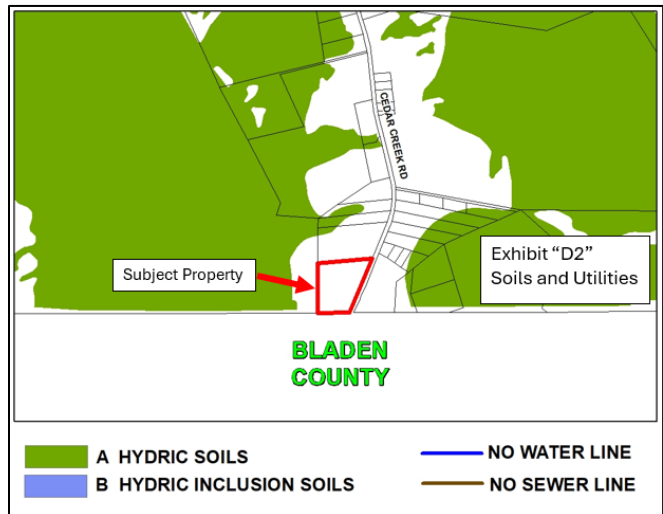 CEDAR CREEK RD
Exhibit “D2”
Soils and Utilities
Subject Property
BLADEN
COUNTY
A HYDRIC SOILS
NO WATER LINE
B HYDRIC INCLUSION SOILS
NO SEWER LINE